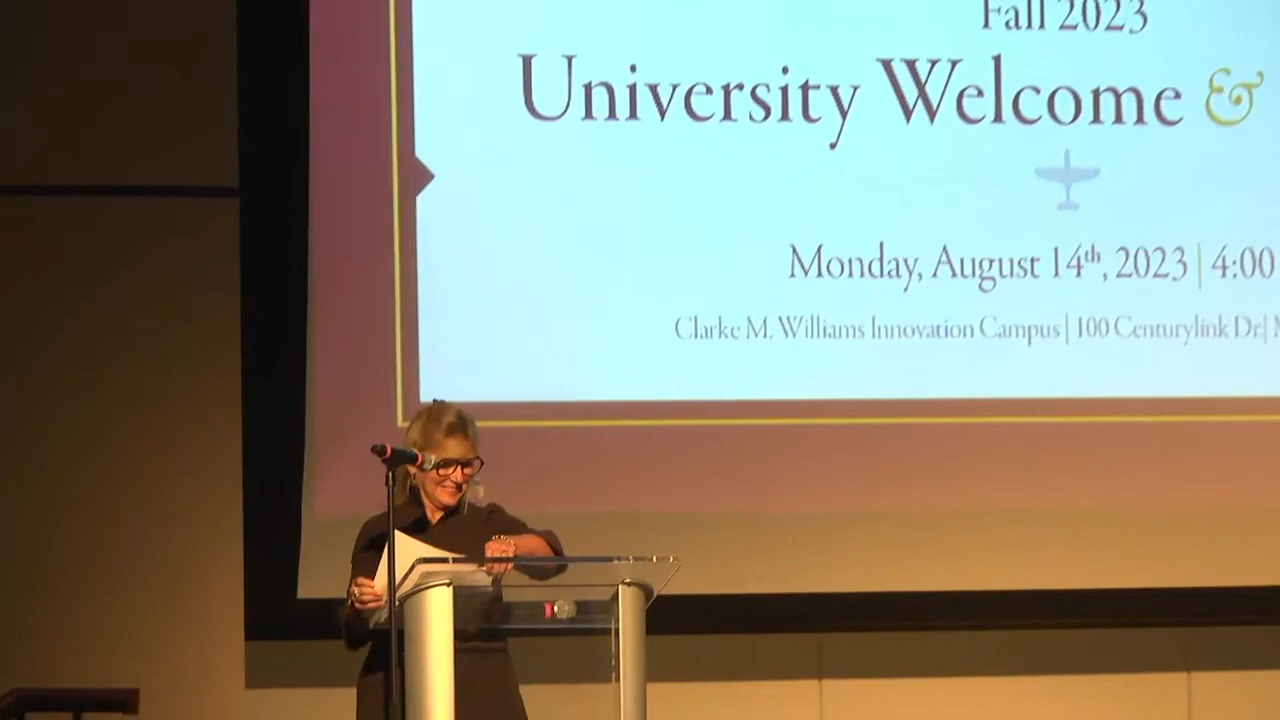 Fall 2023
University Welcome &
Monday, August 14th, 2023 | 4:00
Clarke M. Williams Innovation Campus | 100 Centurylink Dr. |